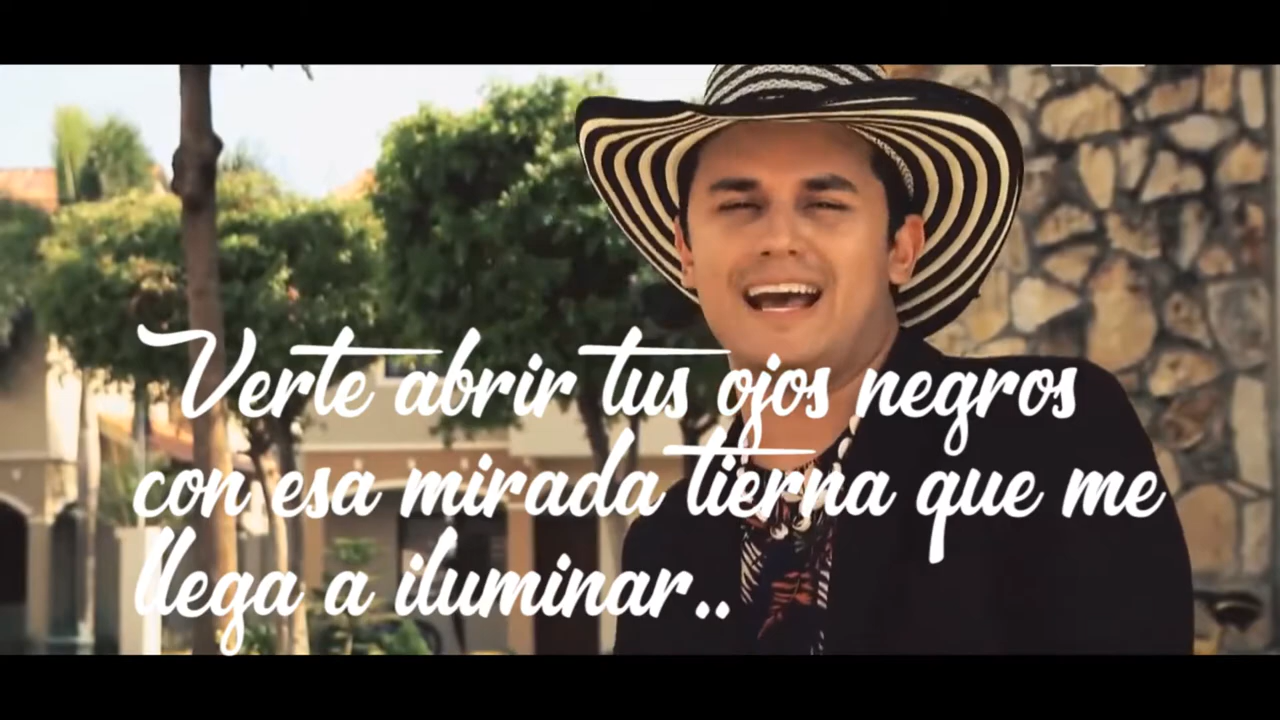 Verte abrir tus ojos negros
con esa mirada tierna que me
llega a iluminar..